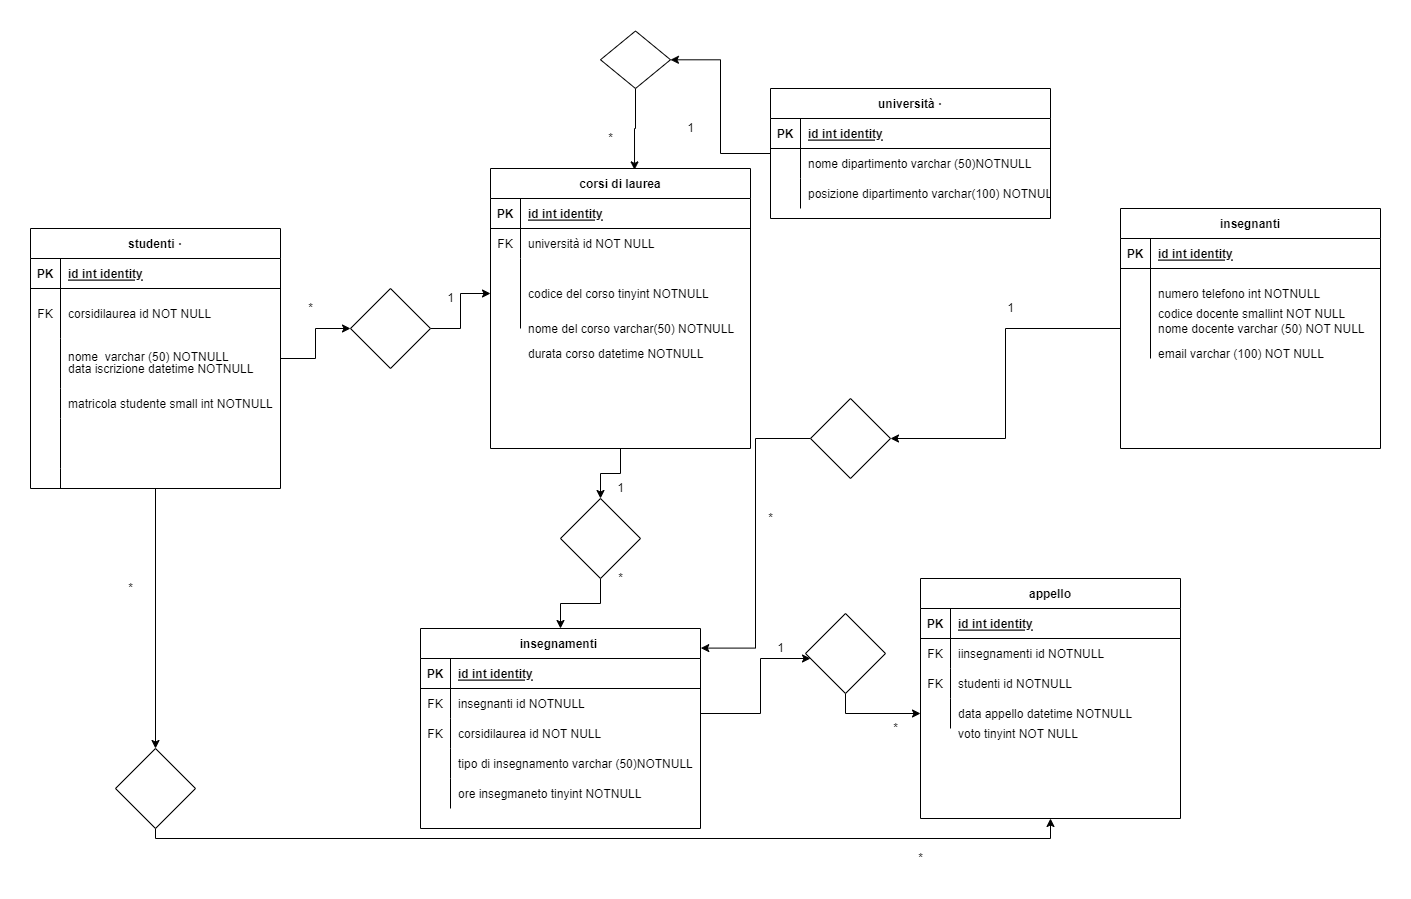 università ·
PK id int identity
nome dipartimento varchar (50)NOTNULL
posizione dipartimento varchar(100) NOTNUL
* 1
corsi di laurea
PK id int identity
FK università id NOT NULL
codice del corso tinyint NOTNULL
nome del corso varchar(50) NOTNULL
durata corso datetime NOTNULL
insegnanti
PK id int identity
numero telefono int NOTNULL
codice docente smallint NOT NULL
nome docente varchar (50) NOT NULL
email varchar (100) NOT NULL
studenti ·
PK id int identity
FK corsidilaurea id NOT NULL
nome varchar (50) NOTNULL
data iscrizione datetime NOTNULL
matricola studente small int NOTNULL
* 1
1
1
*
*
*
insegnamenti
PK id int identity
FK insegnanti id NOTNULL
FK corsidilaurea id NOT NULL
tipo di insegnamento varchar (50)NOTNULL
ore insegmaneto tinyint NOTNULL
1
*
appello
PK id int identity
FK iinsegnamenti id NOTNULL
FK studenti id NOTNULL
data appello datetime NOTNULL
voto tinyint NOT NULL
*